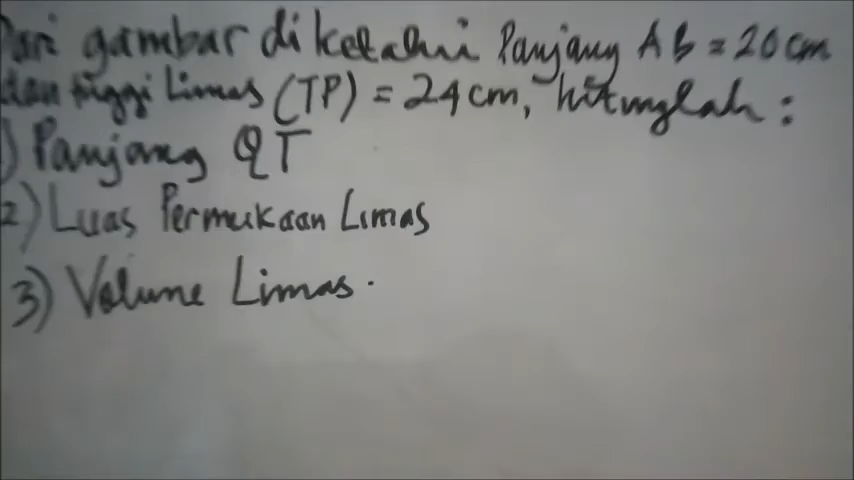 Dari gambar diketahui Panjang AB = 20 cm
dan tinggi Limas (TP) = 24 cm, hitunglah :
1) Panjang QT
2) Luas Permukaan Limas
3) Volume Limas.